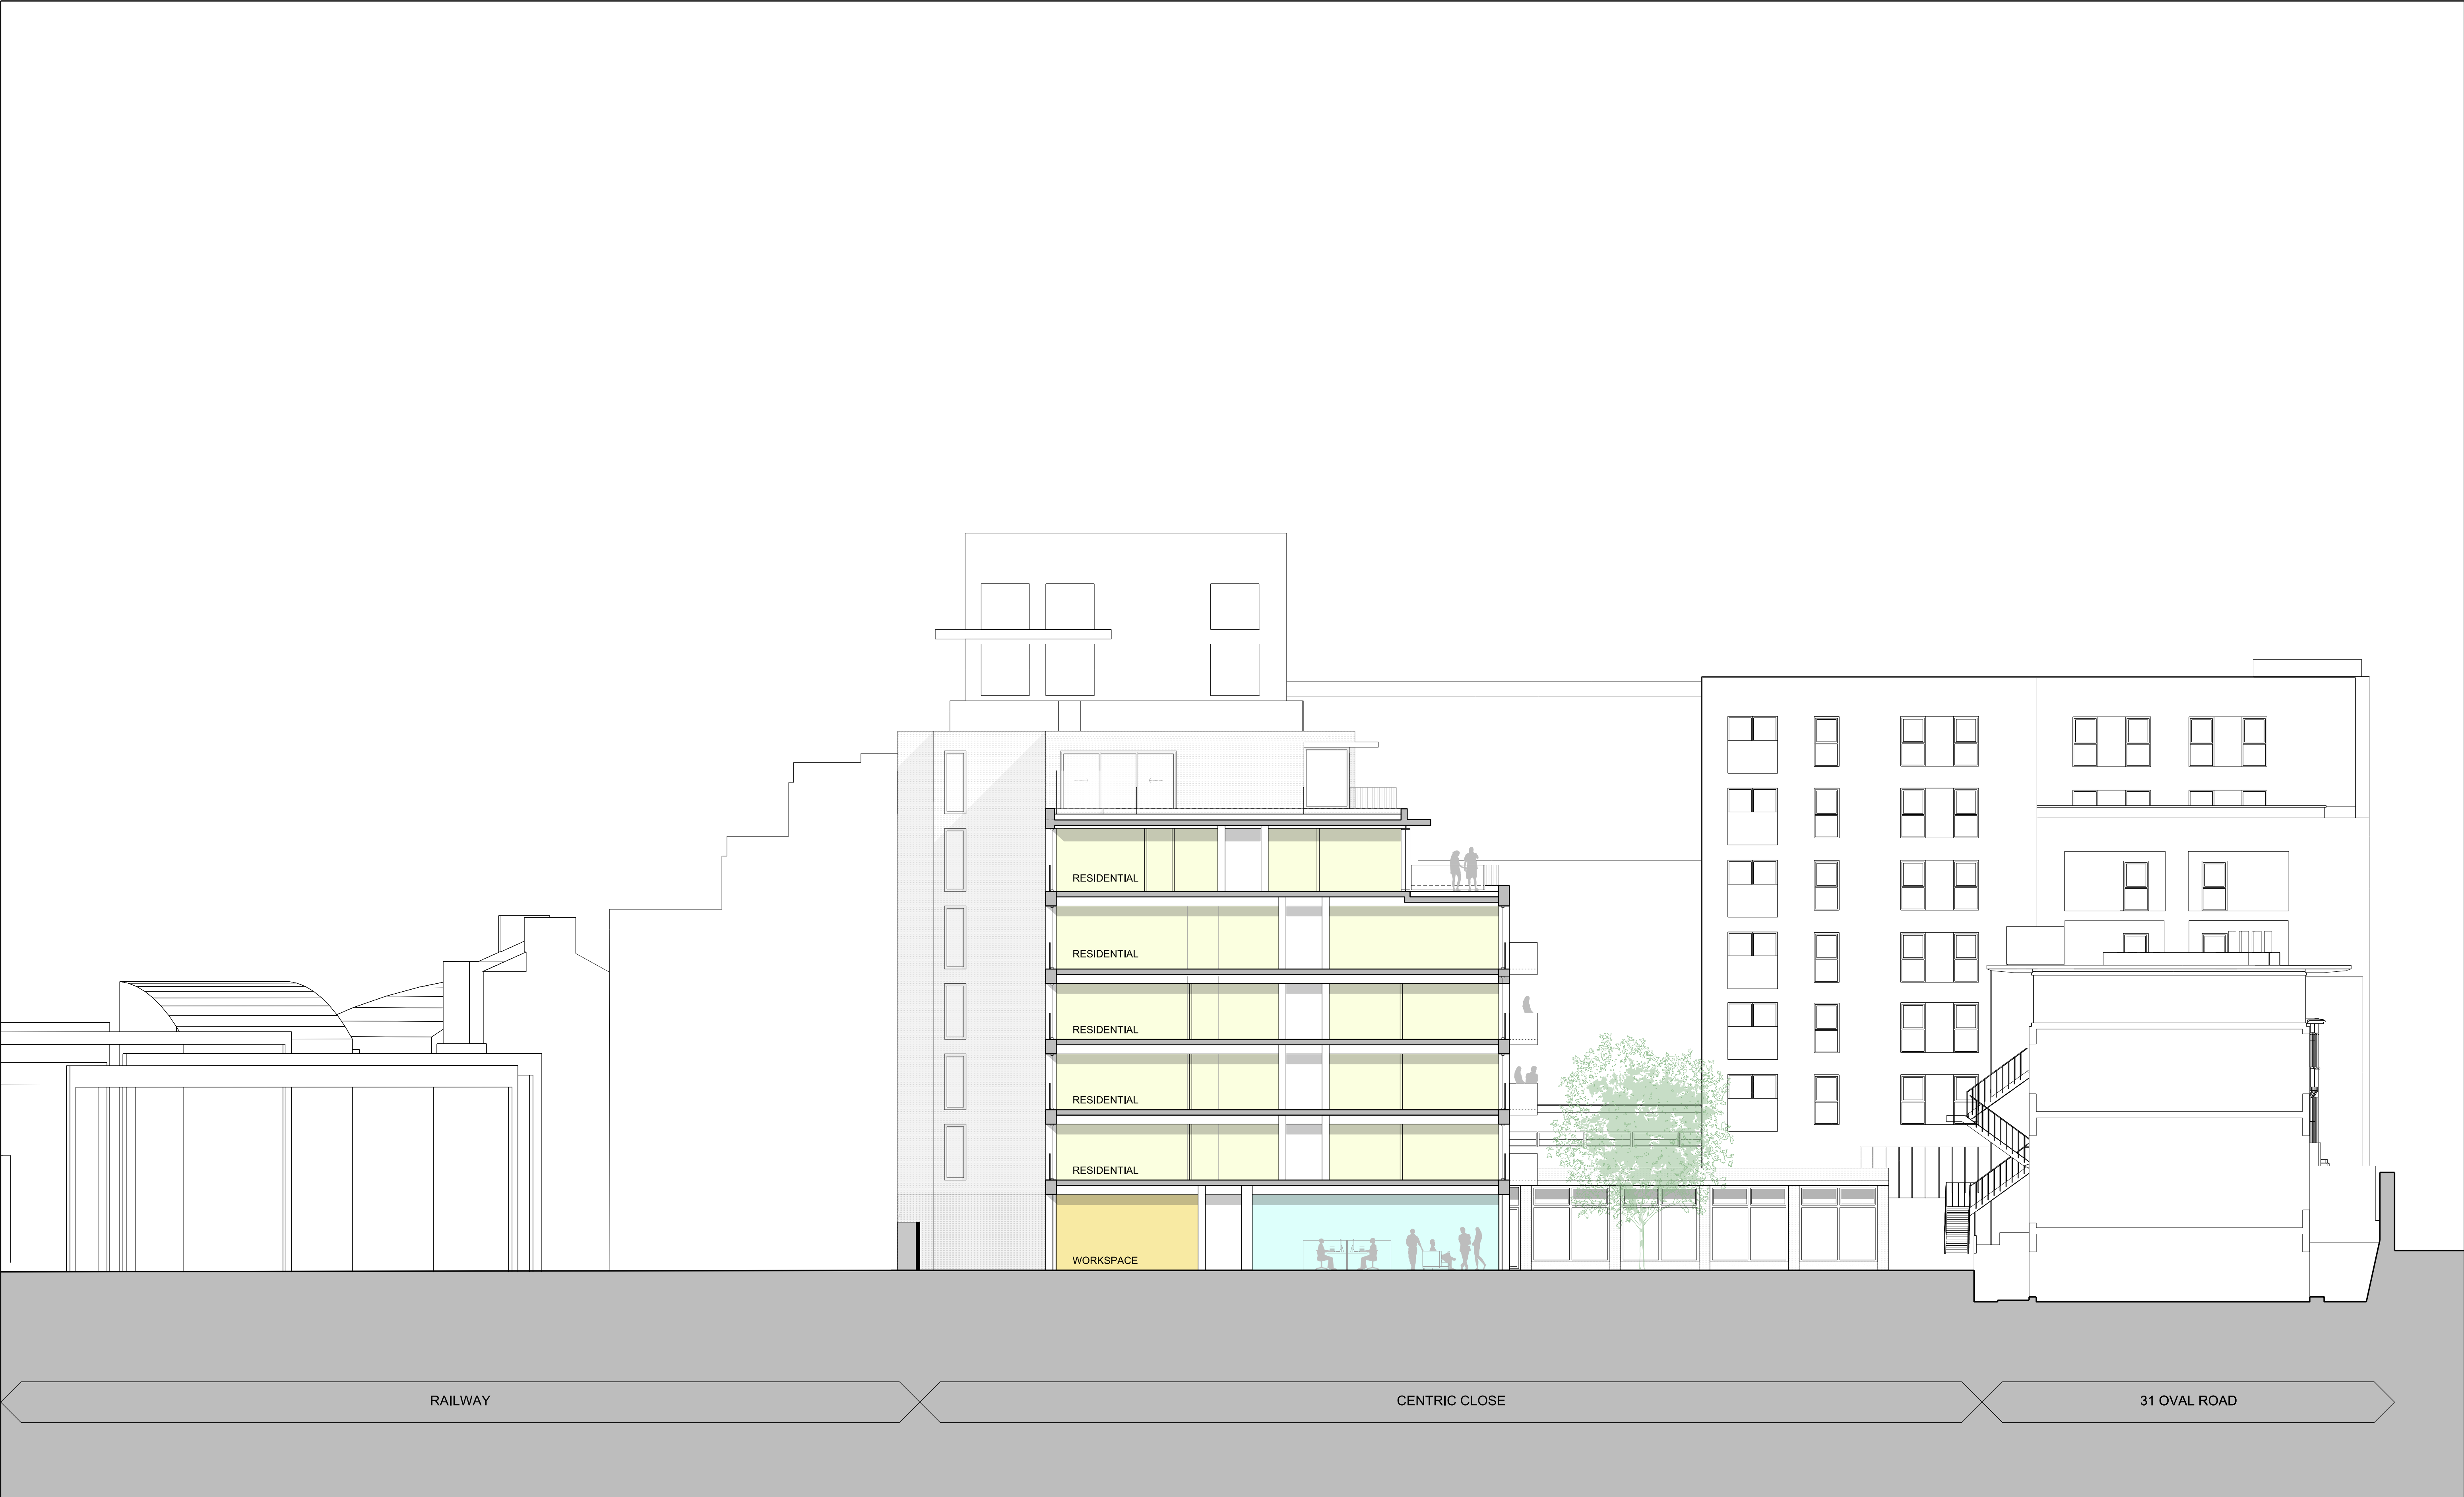 RESIDENTIAL
RESIDENTIAL
RESIDENTIAL
RESIDENTIAL
RESIDENTIAL
WORKSPACE
RAILWAY
CENTRIC CLOSE
31 OVAL ROAD